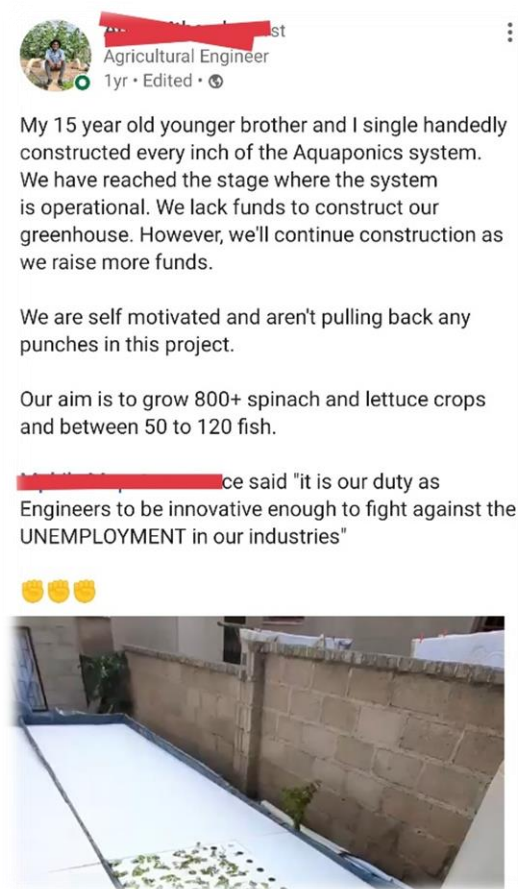 st
Agricultural Engineer
1yr • Edited •
My 15 year old younger brother and I single handedly
constructed every inch of the Aquaponics system.
We have reached the stage where the system
is operational. We lack funds to construct our
greenhouse. However, we'll continue construction as
we raise more funds.
We are self motivated and aren't pulling back any
punches in this project.
Our aim is to grow 800+ spinach and lettuce crops
and between 50 to 120 fish.
ce said "it is our duty as
Engineers to be innovative enough to fight against the
UNEMPLOYMENT in our industries"